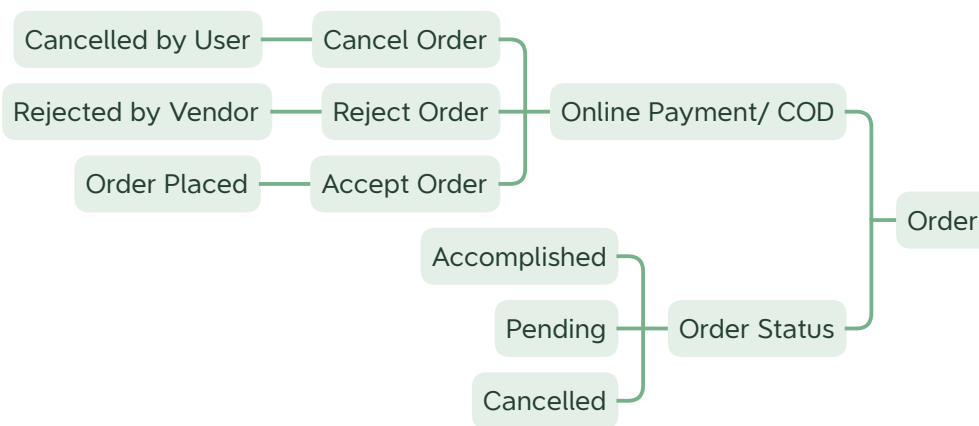 Cancelled by User
Cancel Order
Rejected by Vendor
Reject Order
Online Payment/ COD
Order Placed
Accept Order
Order
Accomplished
Pending
Order Status
Cancelled